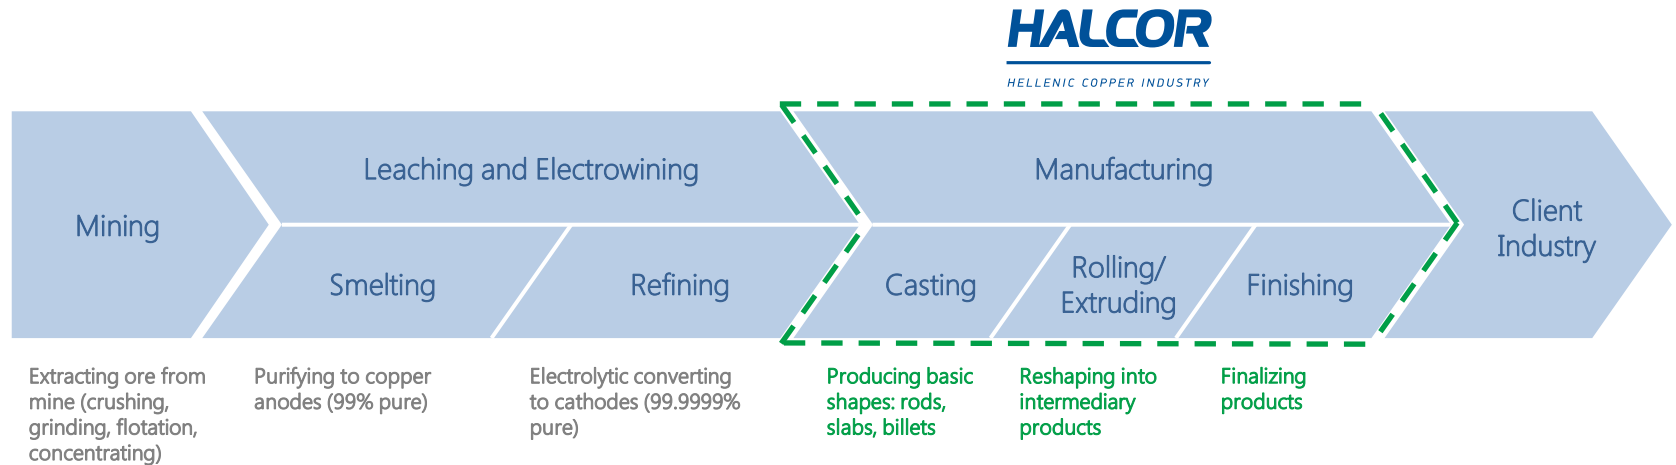 HALCOR
HELLENIC COPPER INDUSTRY
Mining
Leaching and Electrowining
Smelting
Refining
Manufacturing
Casting
Rolling/
Extruding
Finishing
Client
Industry
Extracting ore from
mine (crushing,
grinding, flotation,
concentrating)
Purifying to copper
anodes (99% pure)
Electrolytic converting
to cathodes (99.9999%
pure)
Producing basic
shapes: rods,
slabs, billets
Reshaping into
intermediary
products
Finalizing
products